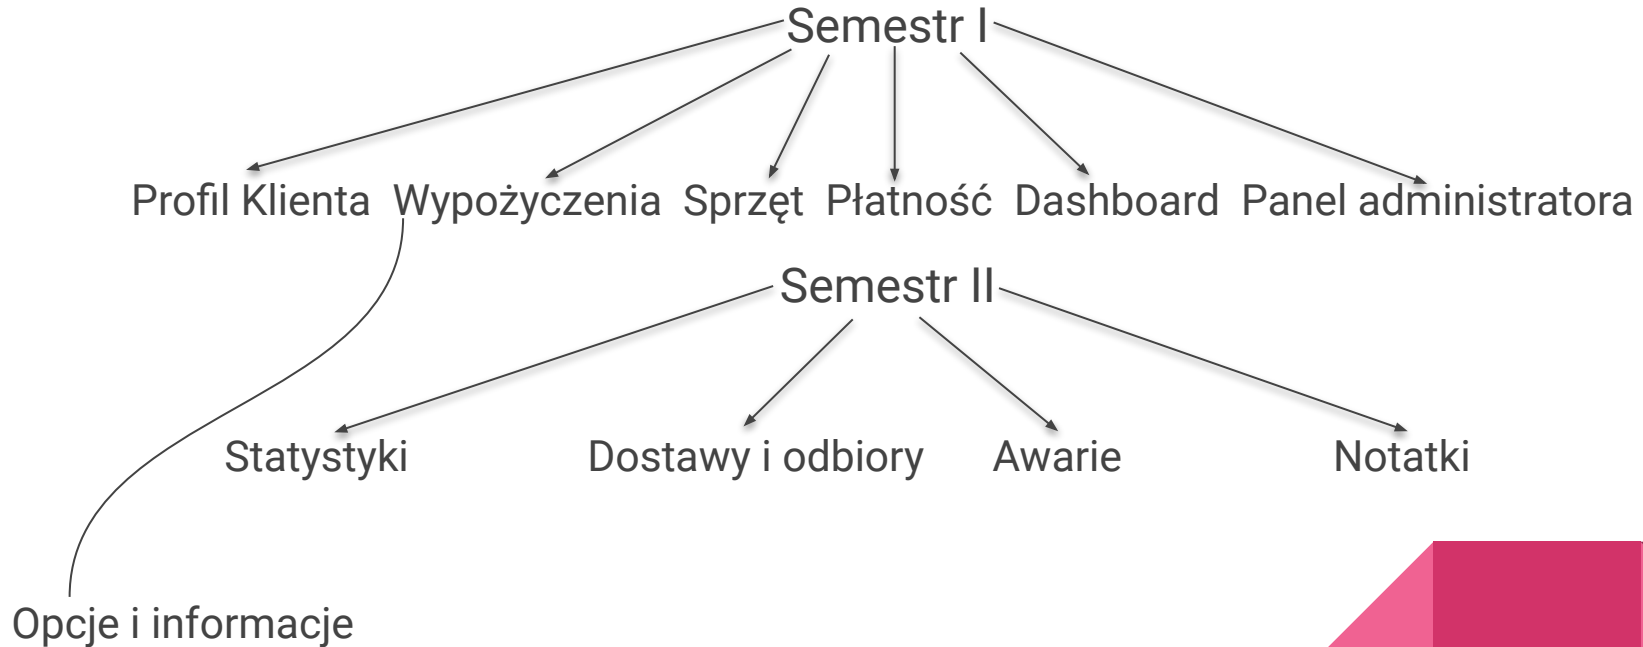 Semestr I
Profil Klienta Wypożyczenia Sprzęt Płatność Dashboard Panel administratora
Semestr II
Statystyki Dostawy i odbiory Awarie Notatki
Opcje i informacje